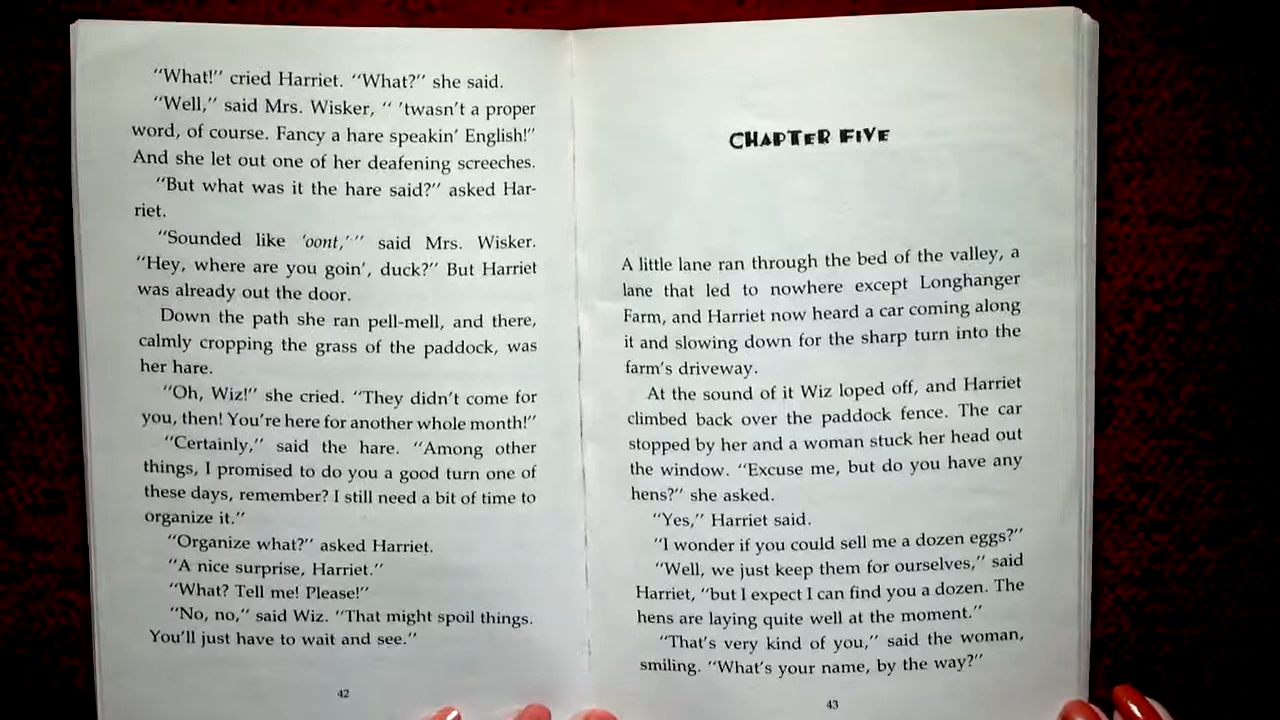 "What!" cried Harriet. "What?" she said.
"Well," said Mrs. Wisker, " 'twasn't a proper
word, of course. Fancy a hare speakin' English!"
And she let out one of her deafening screeches.
"But what was it the hare said?" asked Har-
riet.
"Sounded like 'oont,' " said Mrs. Wisker.
"Hey, where are you goin', duck?" But Harriet
was already out the door.
Down the path she ran pell-mell, and there,
calmly cropping the grass of the paddock, was
her hare.
"Oh, Wiz!" she cried. "They didn't come for
you, then! You're here for another whole month!"
"Certainly," said the hare. "Among other
things, I promised to do you a good turn one of
these days, remember? I still need a bit of time to
organize it."
"Organize what?" asked Harriet.
"A nice surprise, Harriet."
"What? Tell me! Please!"
"No, no," said Wiz. "That might spoil things.
You'll just have to wait and see."
42
CHAPTER FIVE
A little lane ran through the bed of the valley, a
lane that led to nowhere except Longhanger
Farm, and Harriet now heard a car coming along
it and slowing down for the sharp turn into the
farm's driveway.
At the sound of it Wiz loped off, and Harriet
climbed back over the paddock fence. The car
stopped by her and a woman stuck her head out
the window. "Excuse me, but do you have any
hens?" she asked.
"Yes," Harriet said.
"I wonder if you could sell me a dozen eggs?"
"Well, we just keep them for ourselves," said
Harriet, "but I expect I can find you a dozen. The
hens are laying quite well at the moment."
"That's very kind of you," said the woman,
smiling. "What's your name, by the way?"
43